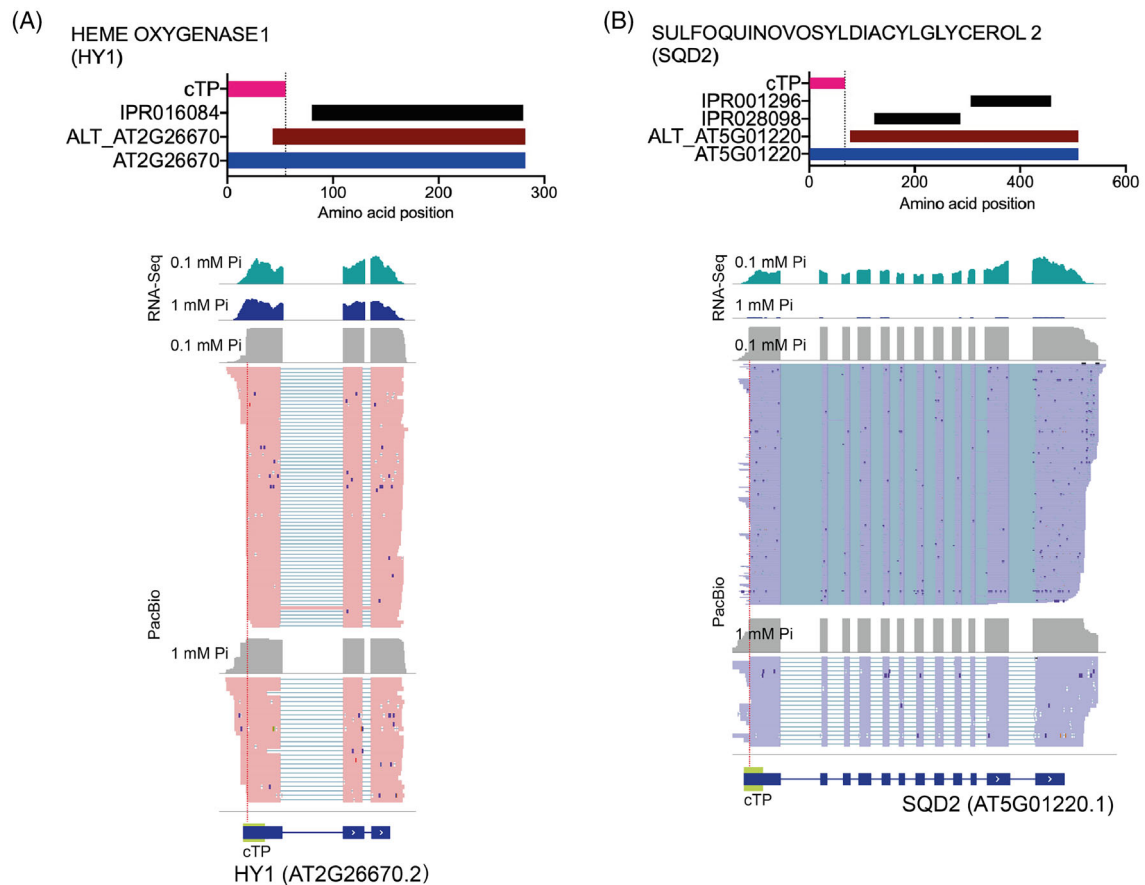 (A)
HEME OXYGENASE1
(HY1)
cTP
IPR016084
ALT_AT2G26670
AT2G26670
0 100 200 300
Amino acid position
RNA-Seq
0.1 mM Pi
1 mM Pi
0.1 mM Pi
PacBio
1 mM Pi
cTP
HY1 (AT2G26670.2)
(B)
SULFOQUINOVOSYLDIACYLGLYCEROL 2
(SQD2)
cTP
IPR001296
IPR028098
ALT_AT5G01220
AT5G01220
0 200 400 600
Amino acid position
RNA-Seq
0.1 mM Pi
1 mM Pi
0.1 mM Pi
PacBio
1 mM Pi
cTP
SQD2 (AT5G01220.1)